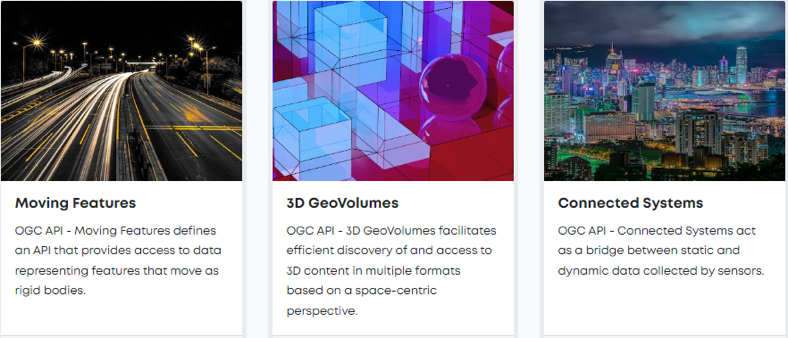 Moving Features
OGC API - Moving Features defines
an API that provides access to data
representing features that move as
rigid bodies.
3D GeoVolumes
OGC API - 3D GeoVolumes facilitates
efficient discovery of and access to
3D content in multiple formats
based on a space-centric
perspective.
Connected Systems
OGC API - Connected Systems act
as a bridge between static and
dynamic data collected by sensors.